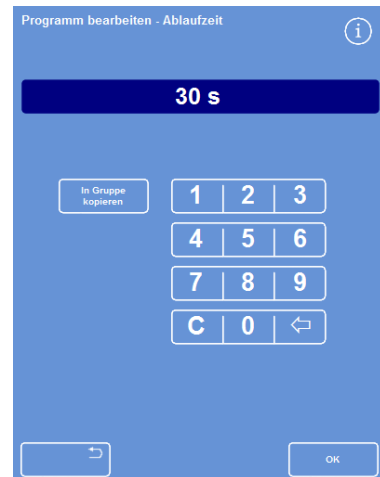 Programm bearbeiten - Ablaufzeit
i
30 s
In Gruppe
kopieren
1 2 3
4 5 6
7 8 9
C 0
OK